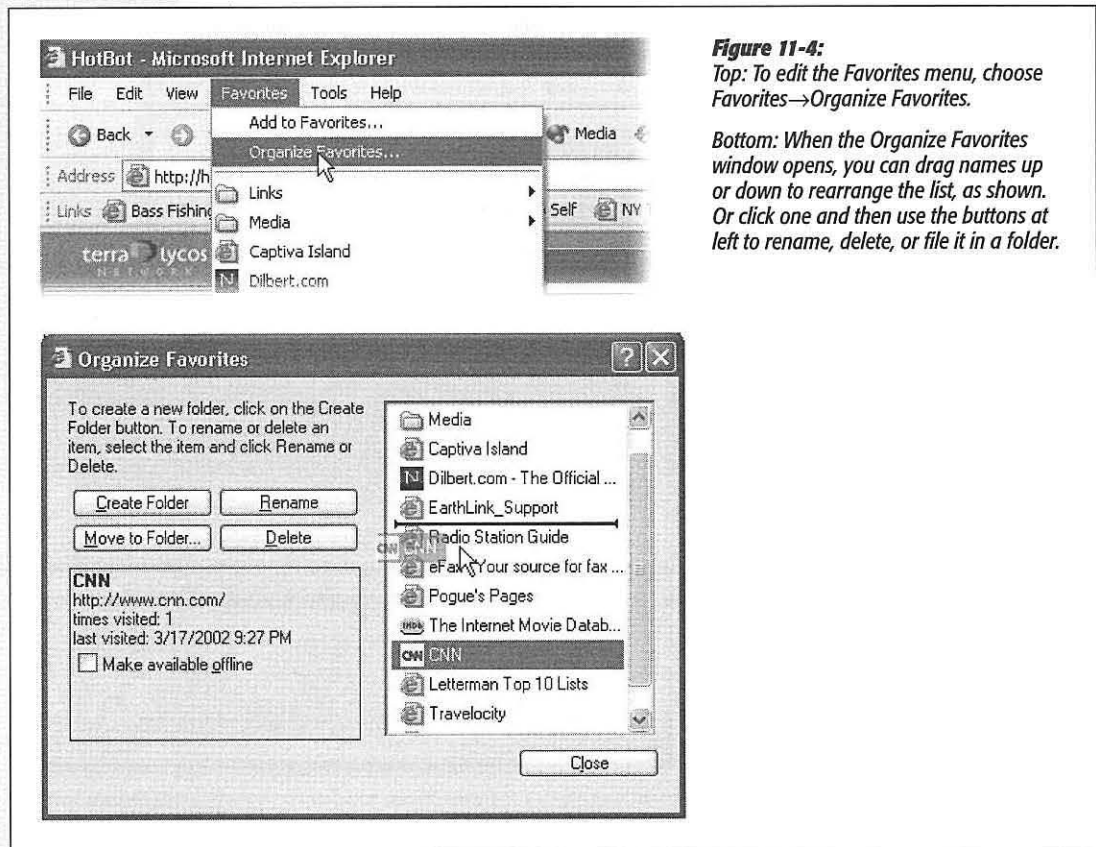 HotBot - Microsoft Internet Explorer
File Edit View Favorites Tools Help
Add to Favorites...
Back Media
Organize Favorites...
Address http://h
Links
Links Bass Fishing Self NY
Media
terra lycos
NETWORK
Captiva Island
N Dilbert.com
Figure 11-4:
Top: To edit the Favorites menu, choose
Favorites→Organize Favorites.
Bottom: When the Organize Favorites
window opens, you can drag names up
or down to rearrange the list, as shown.
Or click one and then use the buttons at
left to rename, delete, or file it in a folder.
Organize Favorites
To create a new folder, click on the Create
Folder button. To rename or delete an
item, select the item and click Rename or
Delete.
Create Folder Rename
Move to Folder... Delete
CNN
http://www.cnn.com/
times visited: 1
last visited: 3/17/2002 9:27 PM
Make available offline
Media
Captiva Island
N Dilbert.com - The Official ...
EarthLink_Support
Radio Station Guide
CNN CNN
eFax Your source for fax ...
Pogue's Pages
IMDb The Internet Movie Datab...
CNN CNN
Letterman Top 10 Lists
Travelocity
Close